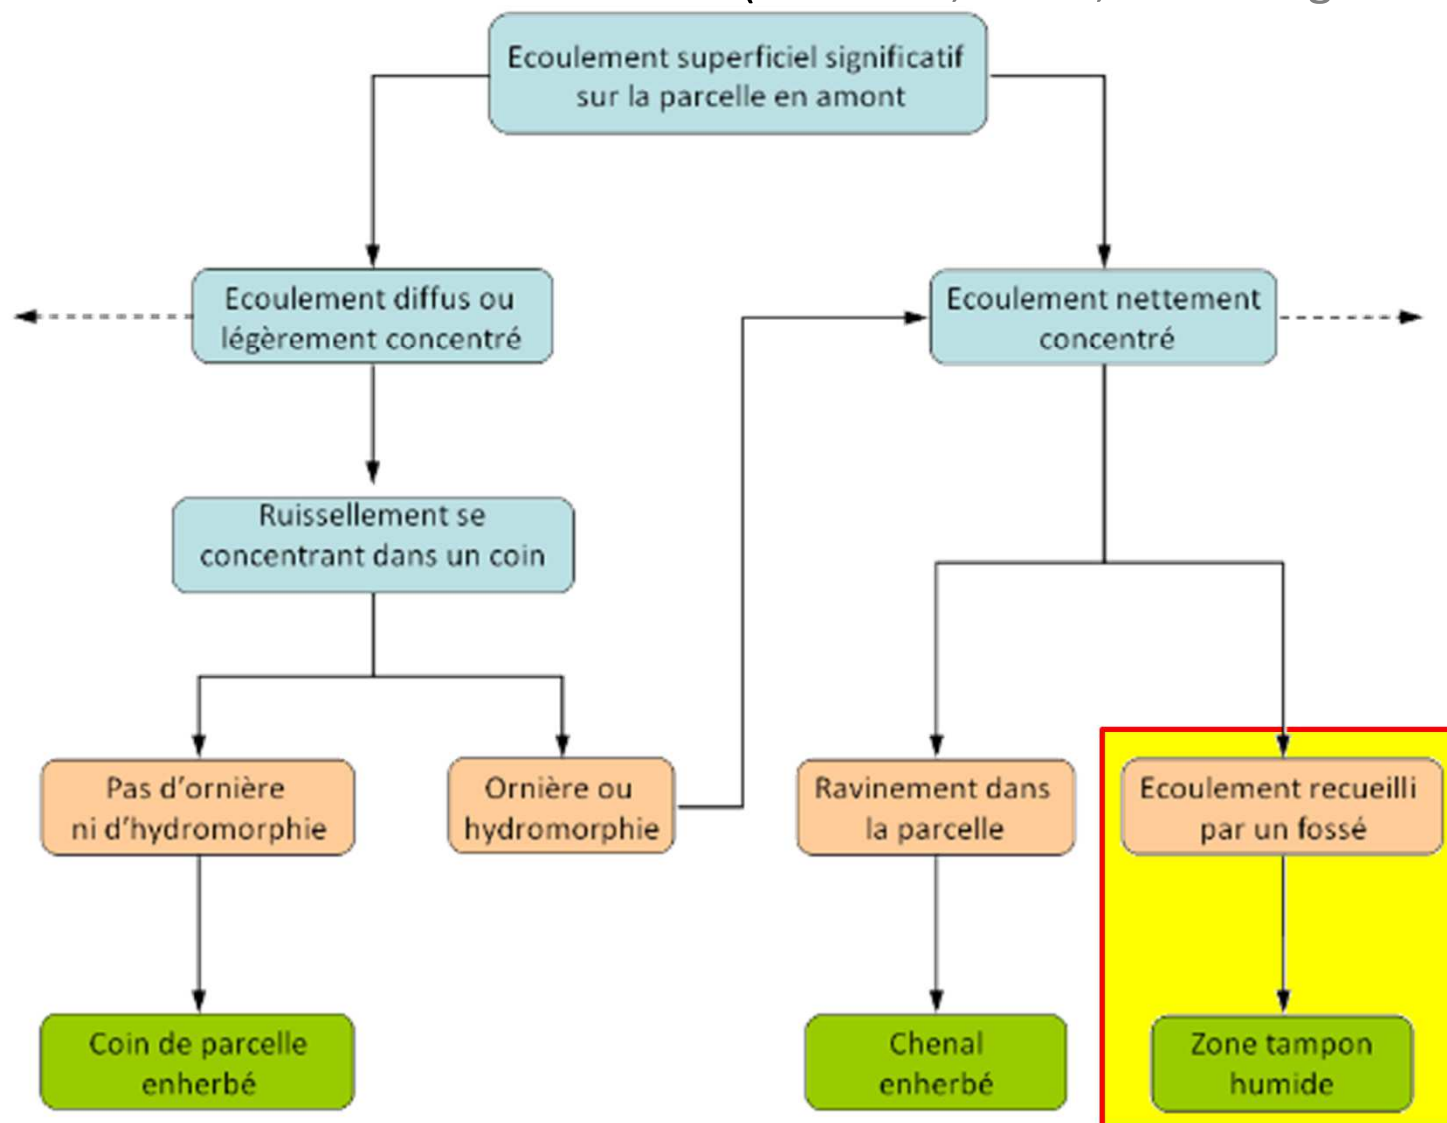 Ecoulement superficiel significatif
sur la parcelle en amont
Ecoulement diffus ou
légèrement concentré
Ecoulement nettement
concentré
Ruissellement se
concentrant dans un coin
Pas d'ornière
ni d'hydromorphie
Ornière ou
hydromorphie
Ravinement dans
la parcelle
Ecoulement recueilli
par un fossé
Coin de parcelle
enherbé
Chenal
enherbé
Zone tampon
humide